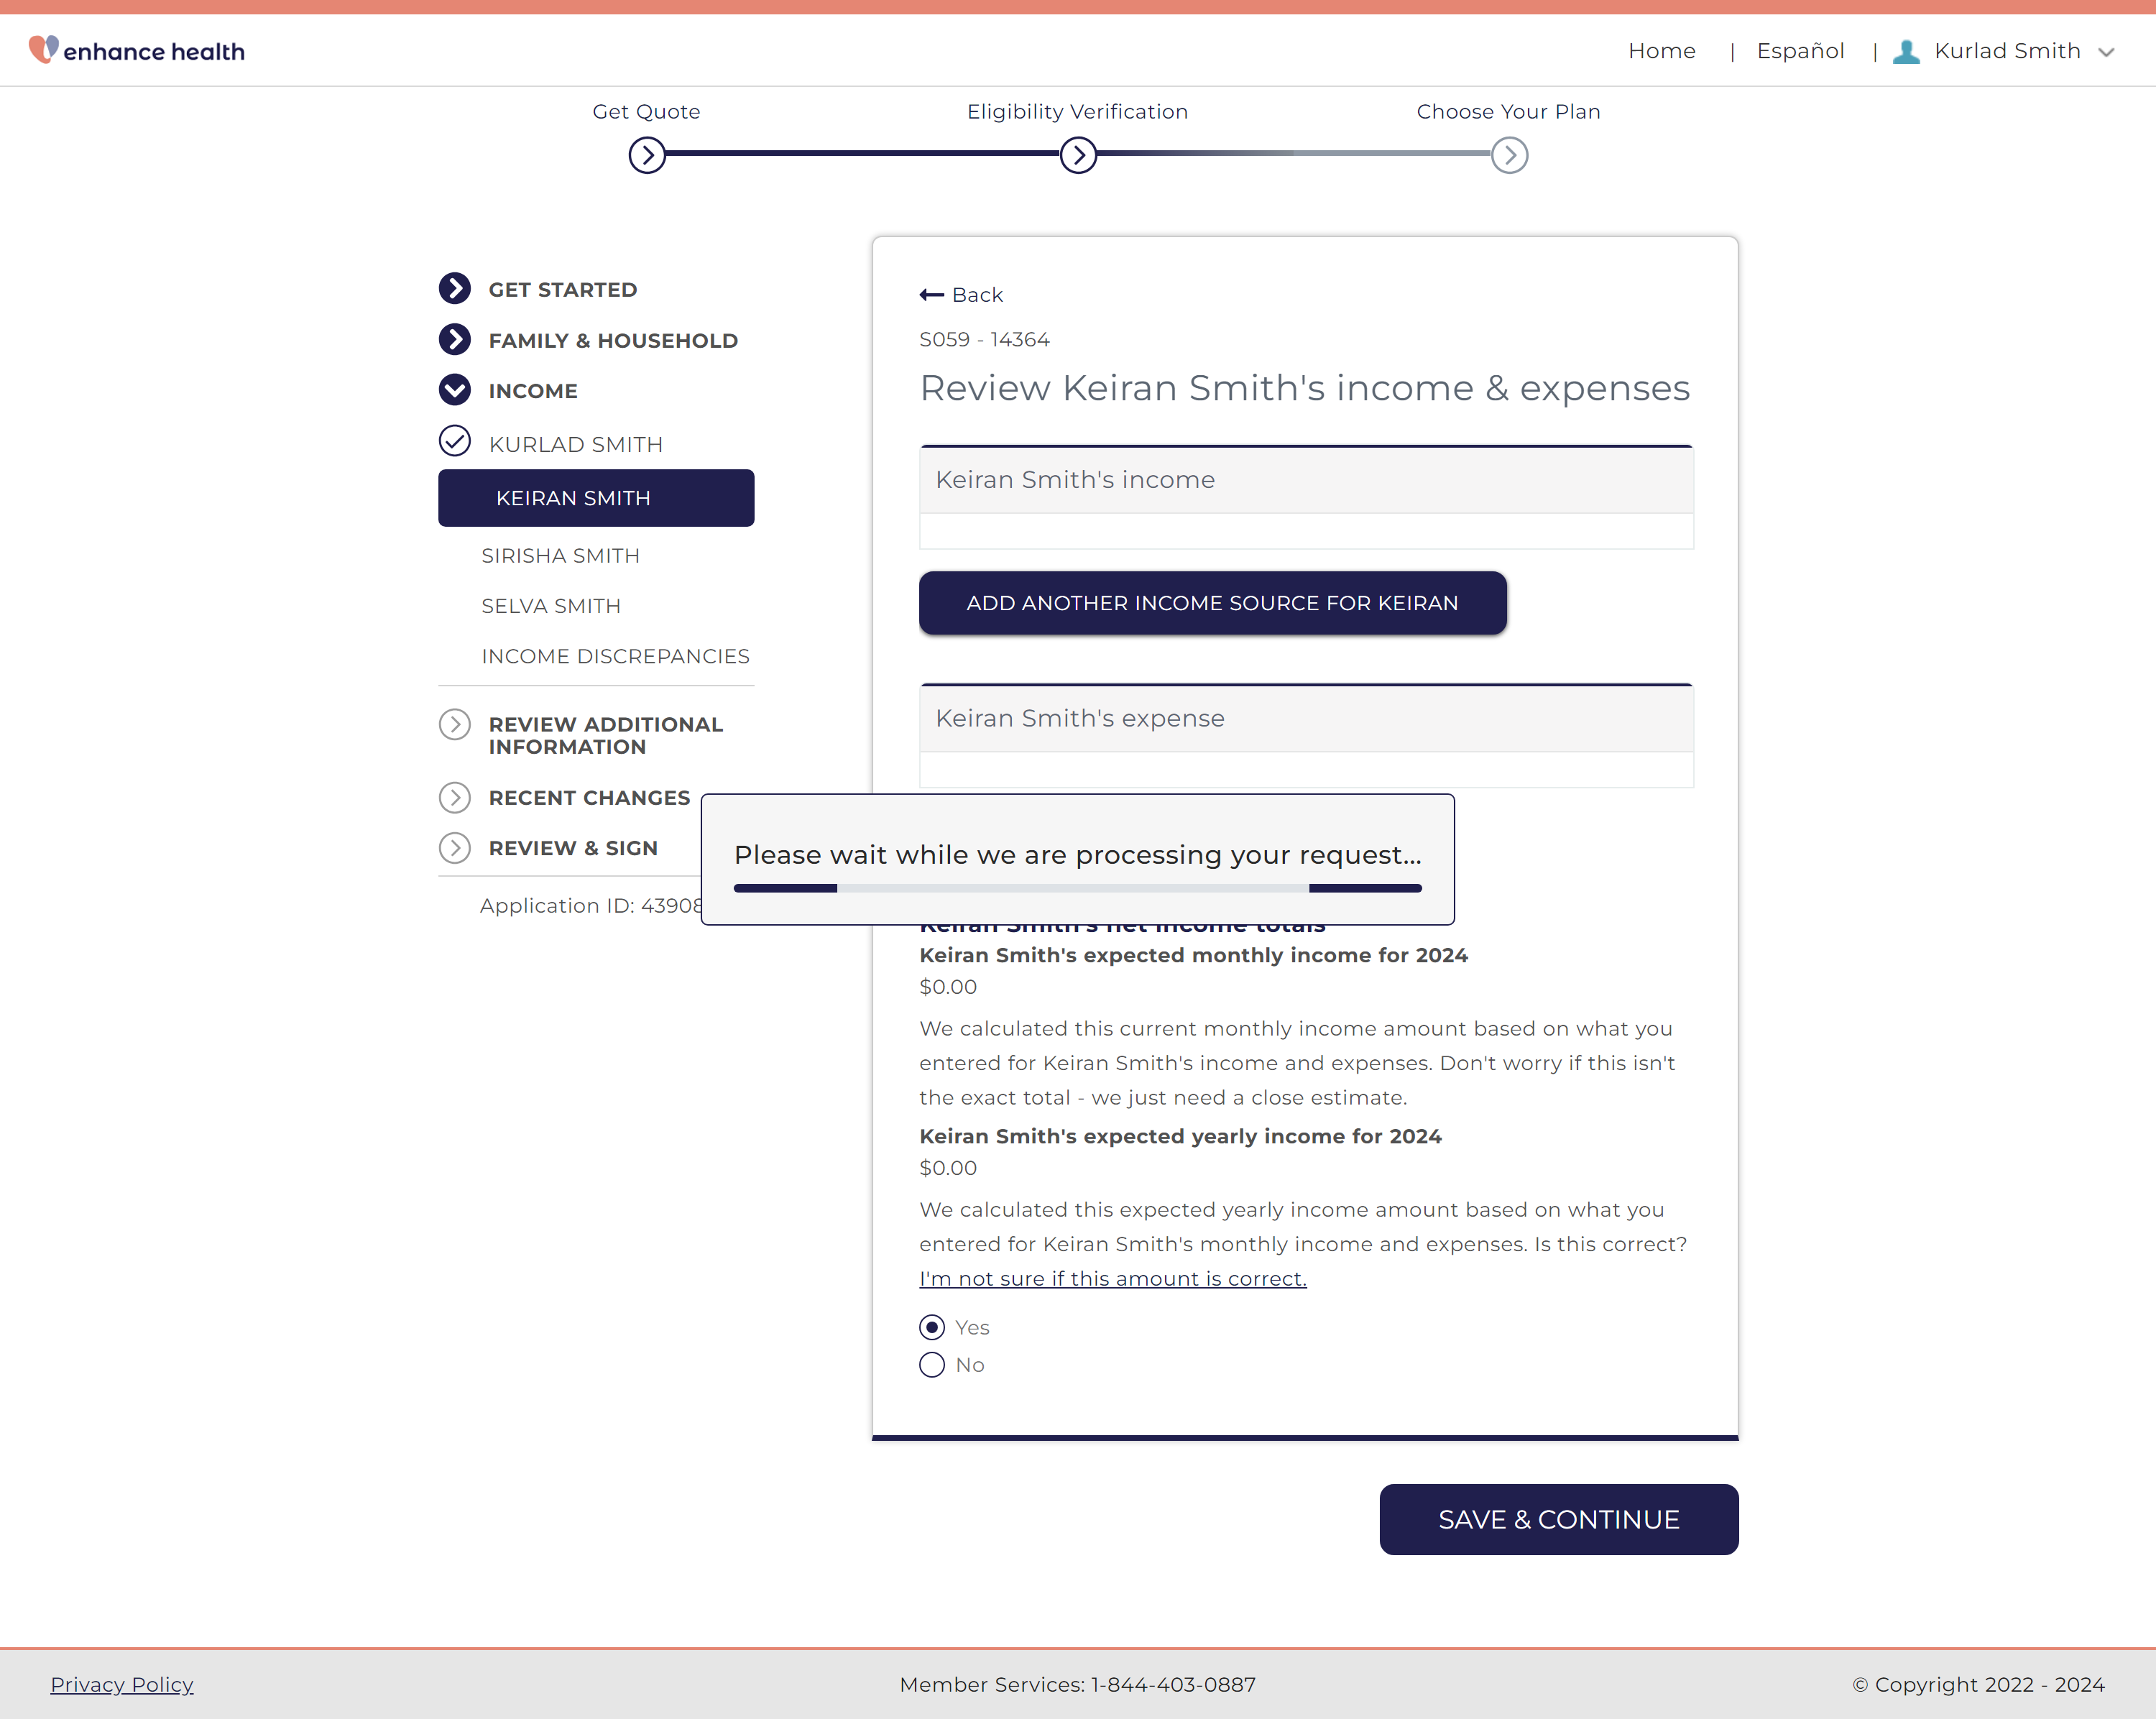 enhance health
Home | Español | Kurlad Smith
Get Quote
Eligibility Verification
Choose Your Plan
GET STARTED
FAMILY & HOUSEHOLD
INCOME
KURLAD SMITH
KEIRAN SMITH
SIRISHA SMITH
SELVA SMITH
INCOME DISCREPANCIES
REVIEW ADDITIONAL
INFORMATION
RECENT CHANGES
REVIEW & SIGN
Application ID: 43908
Back
S059 - 14364
Review Keiran Smith's income & expenses
Keiran Smith's income
ADD ANOTHER INCOME SOURCE FOR KEIRAN
Keiran Smith's expense
Please wait while we are processing your request...
Keiran Smith's net income totals
Keiran Smith's expected monthly income for 2024
$0.00
We calculated this current monthly income amount based on what you
entered for Keiran Smith's income and expenses. Don't worry if this isn't
the exact total - we just need a close estimate.
Keiran Smith's expected yearly income for 2024
$0.00
We calculated this expected yearly income amount based on what you
entered for Keiran Smith's monthly income and expenses. Is this correct?
I'm not sure if this amount is correct.
Yes
No
SAVE & CONTINUE
Privacy Policy
Member Services: 1-844-403-0887
© Copyright 2022 - 2024